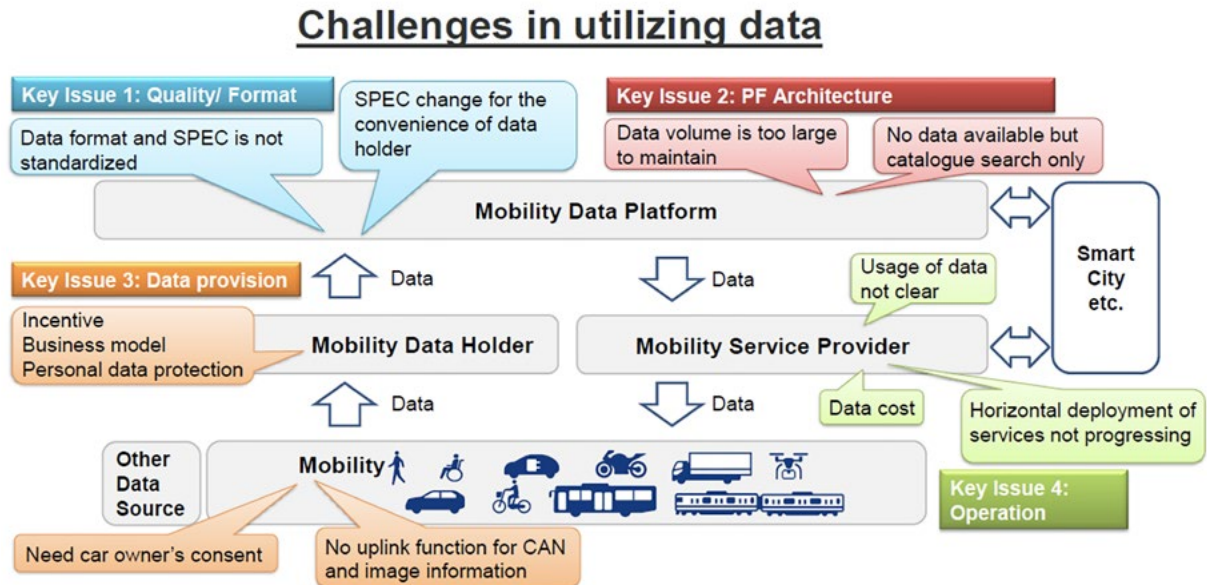 Challenges in utilizing data
Key Issue 1: Quality/ Format
Data format and SPEC is not
standardized
SPEC change for the
convenience of data
holder
Key Issue 2: PF Architecture
Data volume is too large
to maintain
No data available but
catalogue search only
Mobility Data Platform
Smart
City
etc.
Key Issue 3: Data provision
Data
Data
Usage of data
not clear
Incentive
Business model
Personal data protection
Mobility Data Holder
Mobility Service Provider
Data
Data
Data cost
Horizontal deployment of
services not progressing
Other
Data
Source
Mobility
Key Issue 4:
Operation
Need car owner's consent
No uplink function for CAN
and image information